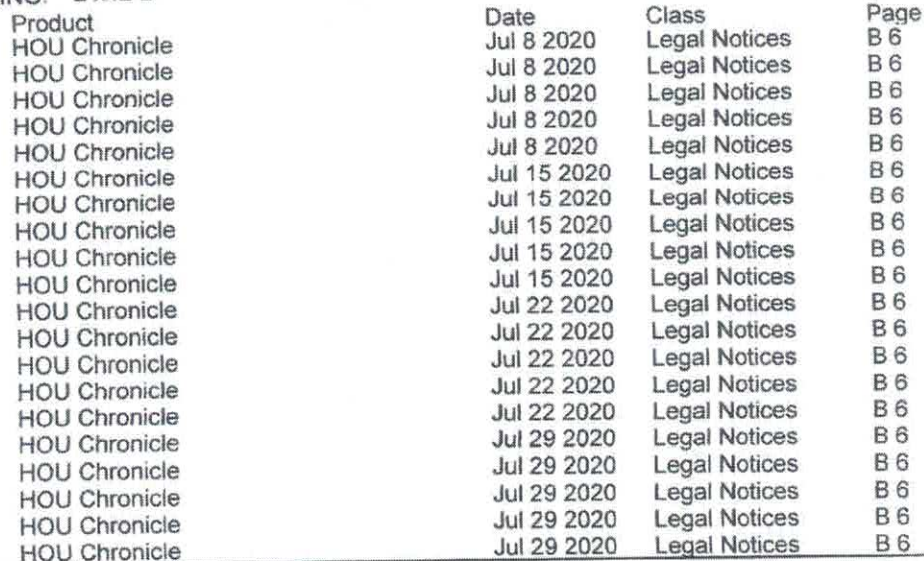 INC.
Product Date Class Page
HOU Chronicle Jul 8 2020 Legal Notices B 6
HOU Chronicle Jul 8 2020 Legal Notices B 6
HOU Chronicle Jul 8 2020 Legal Notices B 6
HOU Chronicle Jul 8 2020 Legal Notices B 6
HOU Chronicle Jul 8 2020 Legal Notices B 6
HOU Chronicle Jul 15 2020 Legal Notices B 6
HOU Chronicle Jul 15 2020 Legal Notices B 6
HOU Chronicle Jul 15 2020 Legal Notices B 6
HOU Chronicle Jul 15 2020 Legal Notices B 6
HOU Chronicle Jul 15 2020 Legal Notices B 6
HOU Chronicle Jul 22 2020 Legal Notices B 6
HOU Chronicle Jul 22 2020 Legal Notices B 6
HOU Chronicle Jul 22 2020 Legal Notices B 6
HOU Chronicle Jul 22 2020 Legal Notices B 6
HOU Chronicle Jul 22 2020 Legal Notices B 6
HOU Chronicle Jul 29 2020 Legal Notices B 6
HOU Chronicle Jul 29 2020 Legal Notices B 6
HOU Chronicle Jul 29 2020 Legal Notices B 6
HOU Chronicle Jul 29 2020 Legal Notices B 6
HOU Chronicle Jul 29 2020 Legal Notices B 6